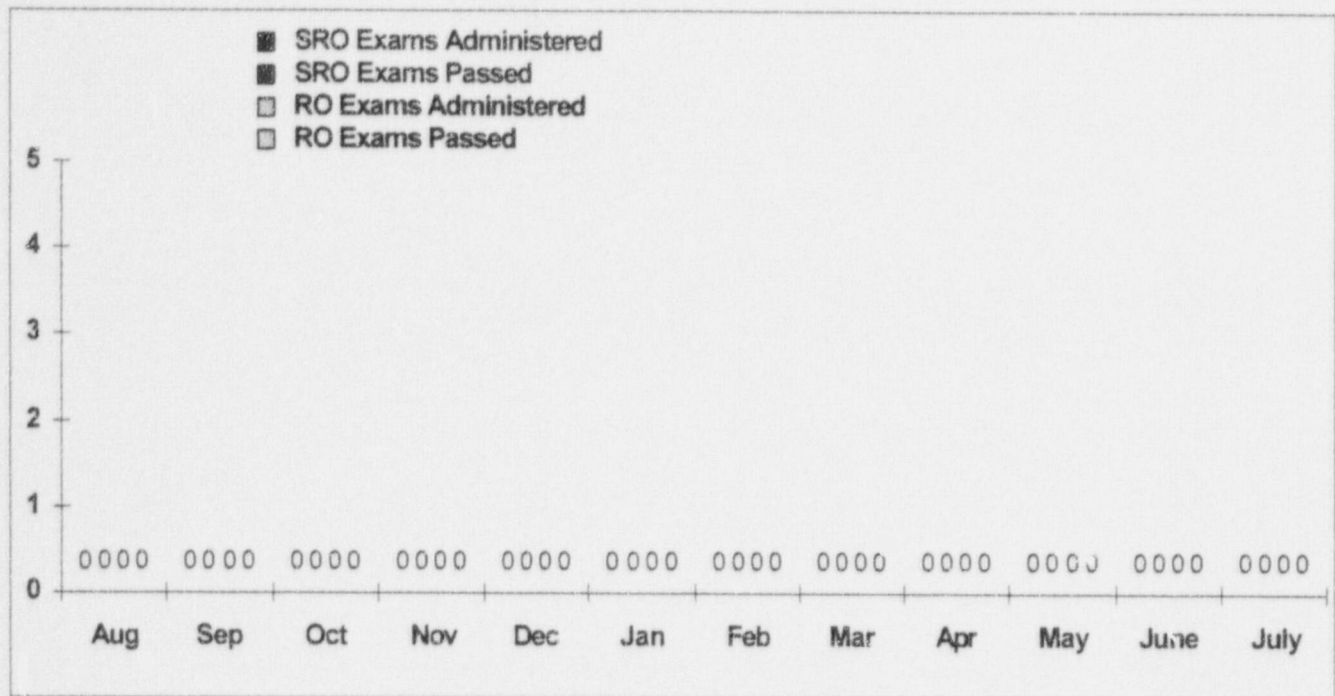 SRO Exams Administered
SRO Exams Passed
RO Exams Administered
RO Exams Passed
5
4
3
2
1
0000 0000 0000 0000 0000 0000 0000 0000 0000 0000 0000 0000
0
Aug Sep Oct Nov Dec Jan Feb Mar Apr May June July